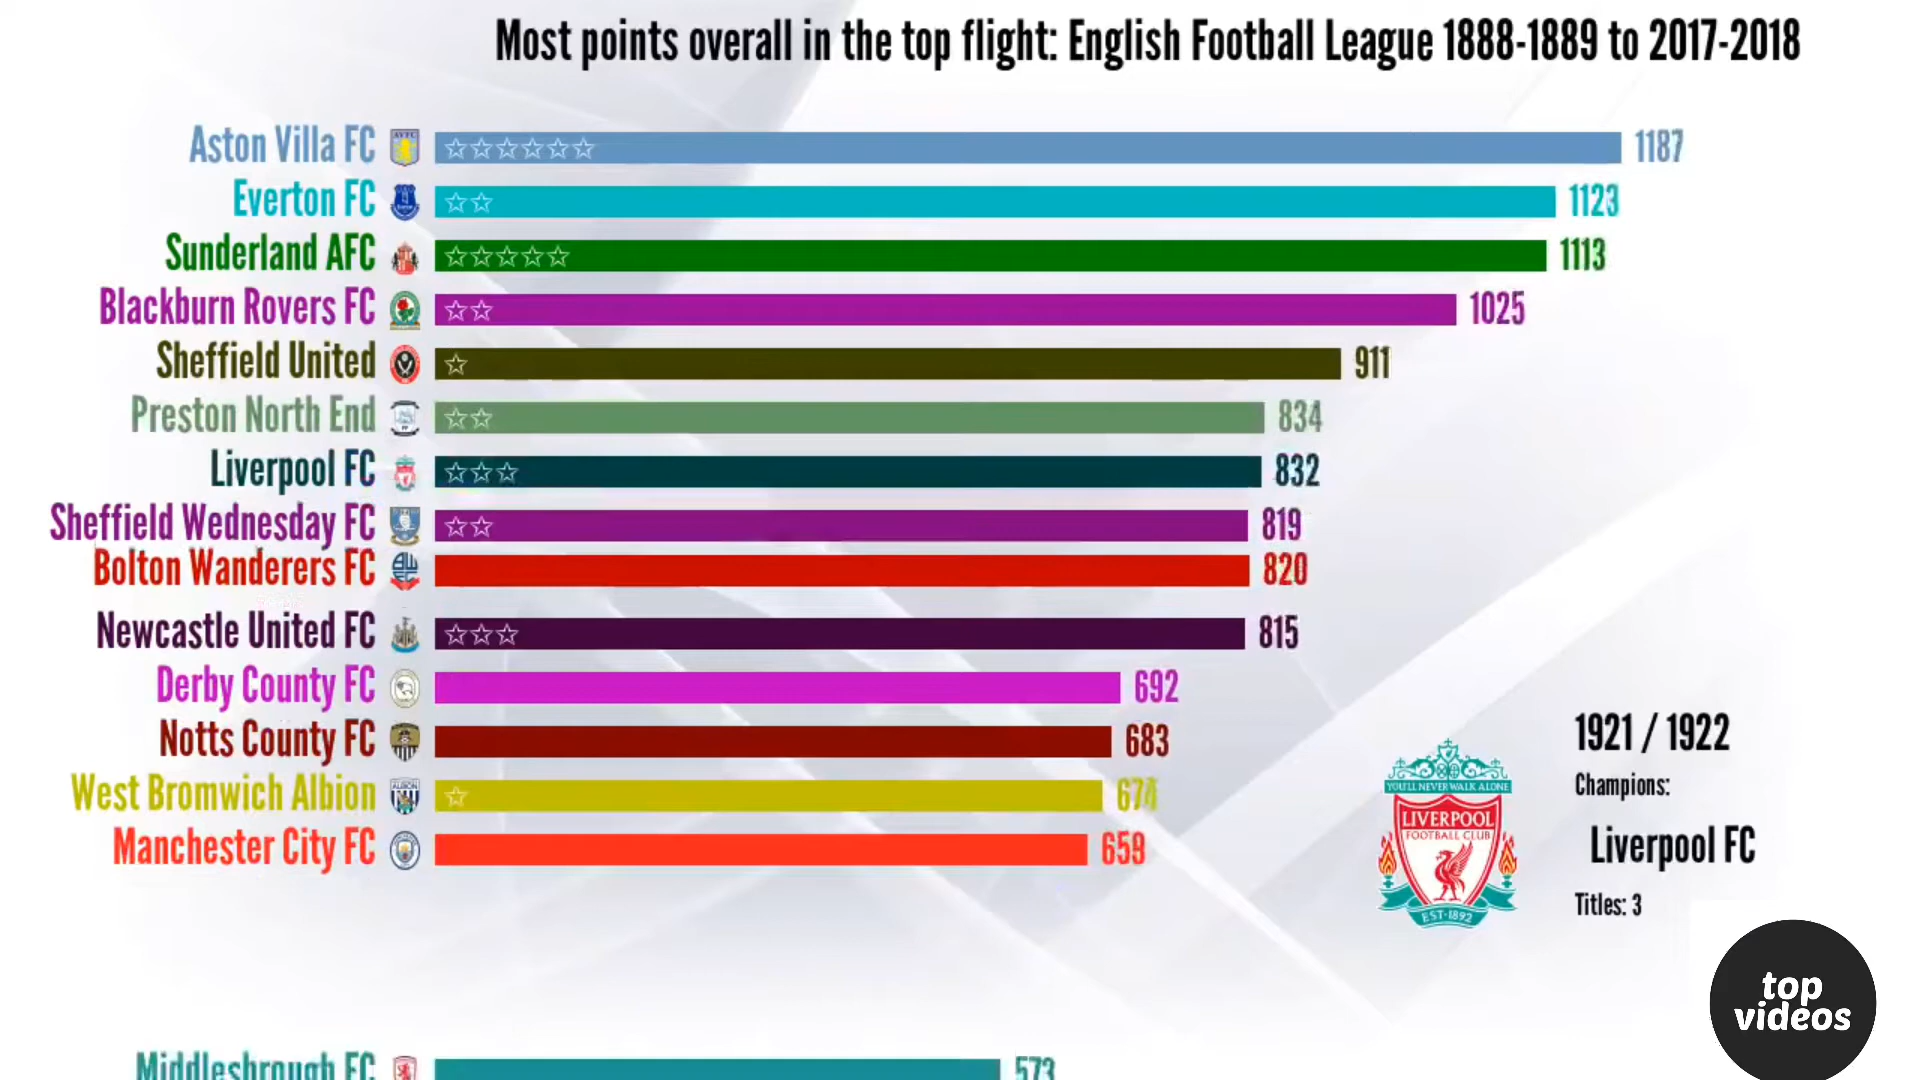 Most points overall in the top flight: English Football League 1888-1889 to 2017-2018
Aston Villa FC ☆☆☆☆☆☆ 1187
Everton FC ☆☆ 1123
Sunderland AFC ☆☆☆☆☆ 1113
Blackburn Rovers FC ☆☆ 1025
Sheffield United ☆ 911
Preston North End ☆☆ 834
Liverpool FC ☆☆☆ 832
Sheffield Wednesday FC ☆☆ 819
Bolton Wanderers FC 820
Newcastle United FC ☆☆☆ 815
Derby County FC 692
Notts County FC 683
West Bromwich Albion ☆ 674
Manchester City FC 659
Middlesbrough FC 573
1921 / 1922
Champions:
Liverpool FC
Titles: 3
YOU'LL NEVER WALK ALONE
LIVERPOOL
FOOTBALL CLUB
EST·1892
top
videos